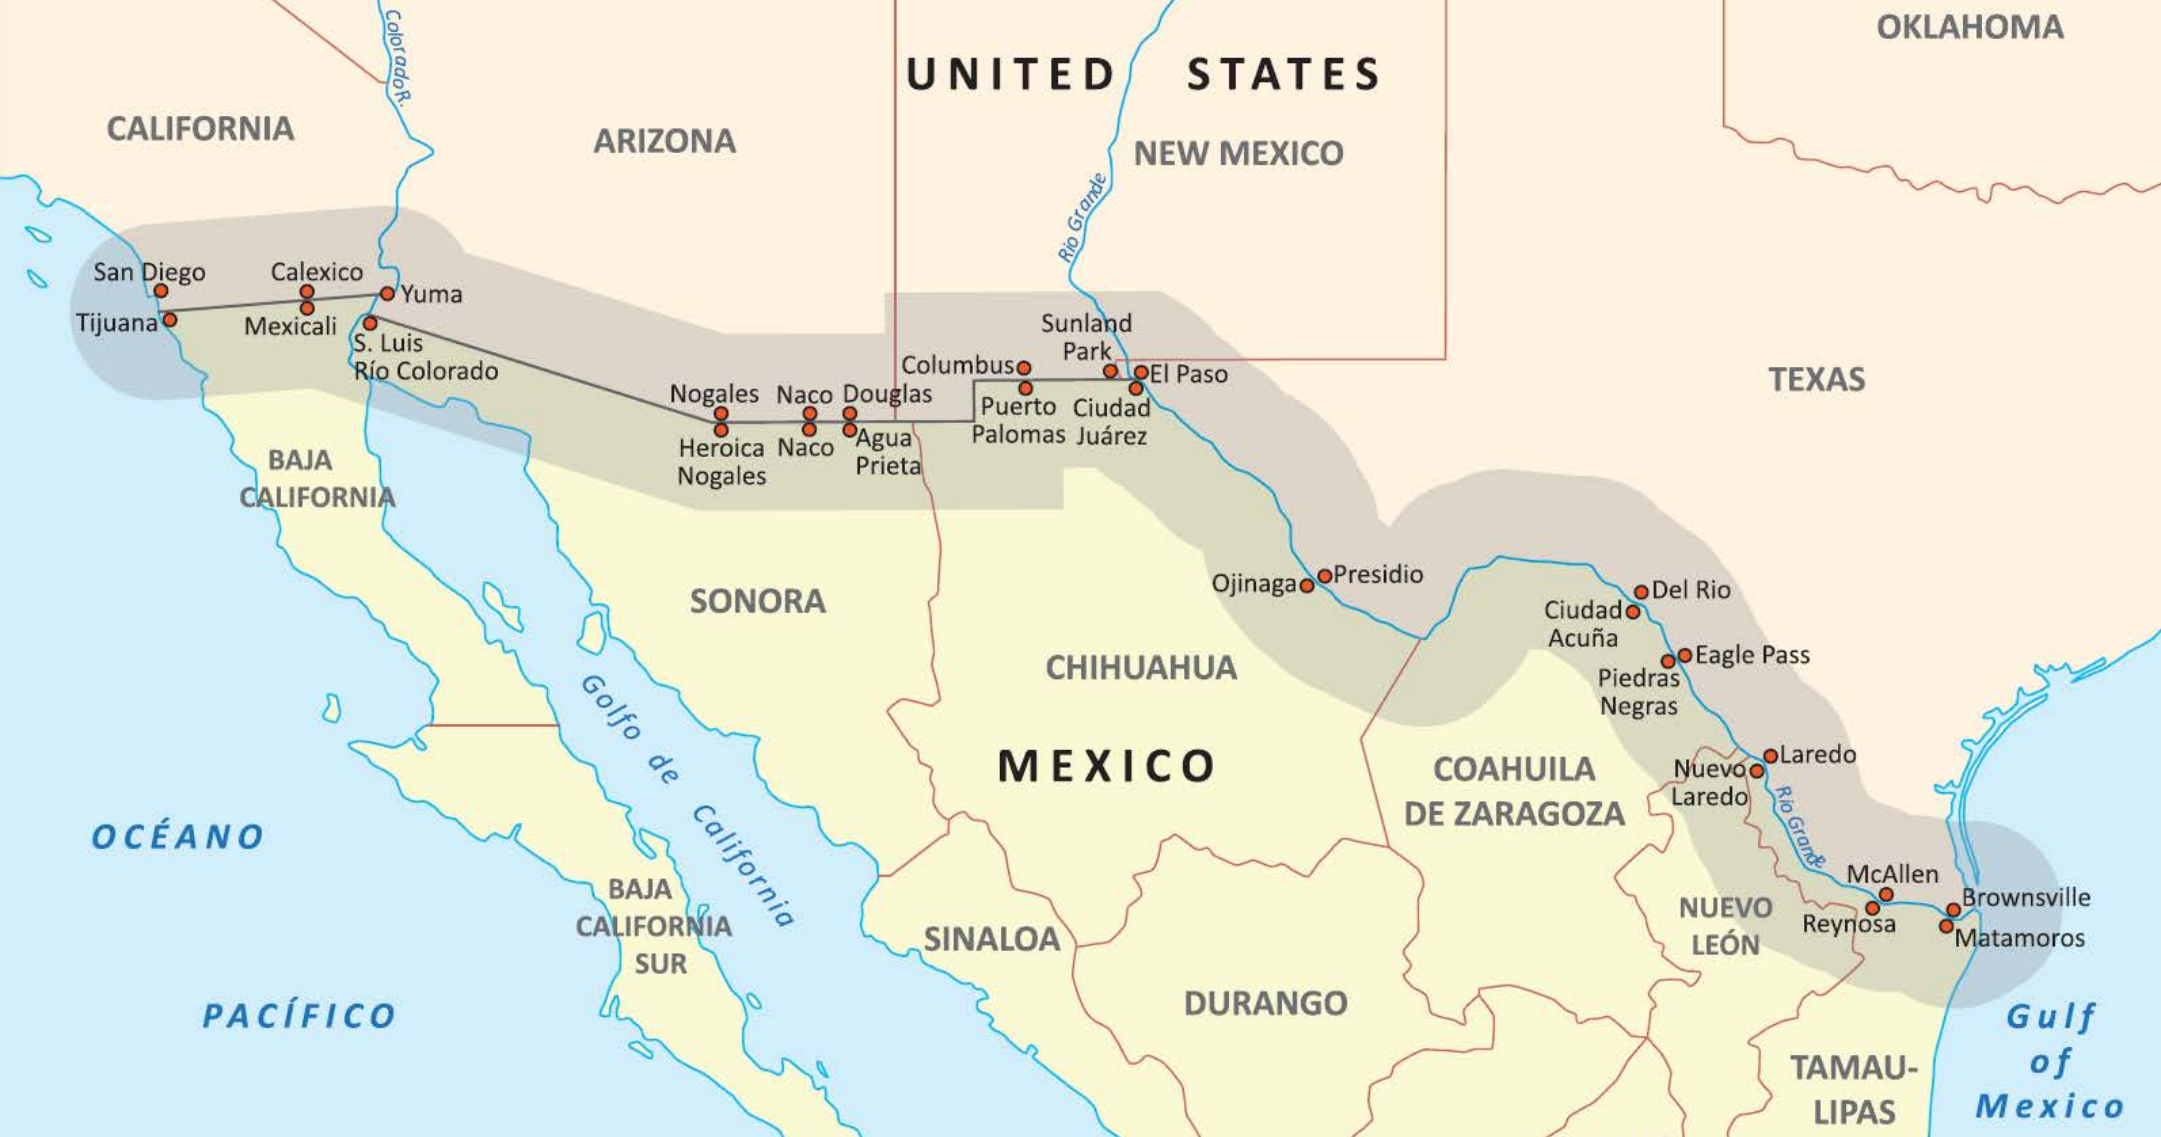 OKLAHOMA
Colorado R.
UNITED STATES
CALIFORNIA
ARIZONA
NEW MEXICO
Rio Grande
San Diego
Calexico
Yuma
Tijuana
Mexicali
S. Luis
Río Colorado
Sunland
Park
Columbus
El Paso
TEXAS
Nogales
Naco
Douglas
Puerto
Palomas
Ciudad
Juárez
Heroica
Nogales
Naco
Agua
Prieta
BAJA
CALIFORNIA
Ojinaga
Presidio
Del Rio
Ciudad
Acuña
SONORA
CHIHUAHUA
Eagle Pass
Piedras
Negras
Golfo de California
MEXICO
COAHUILA
DE ZARAGOZA
Laredo
Nuevo
Laredo
Rio Grande
OCÉANO
PACÍFICO
BAJA
CALIFORNIA
SUR
SINALOA
DURANGO
NUEVO
LEÓN
McAllen
Reynosa
Brownsville
Matamoros
Gulf
of
Mexico
TAMAU-
LIPAS